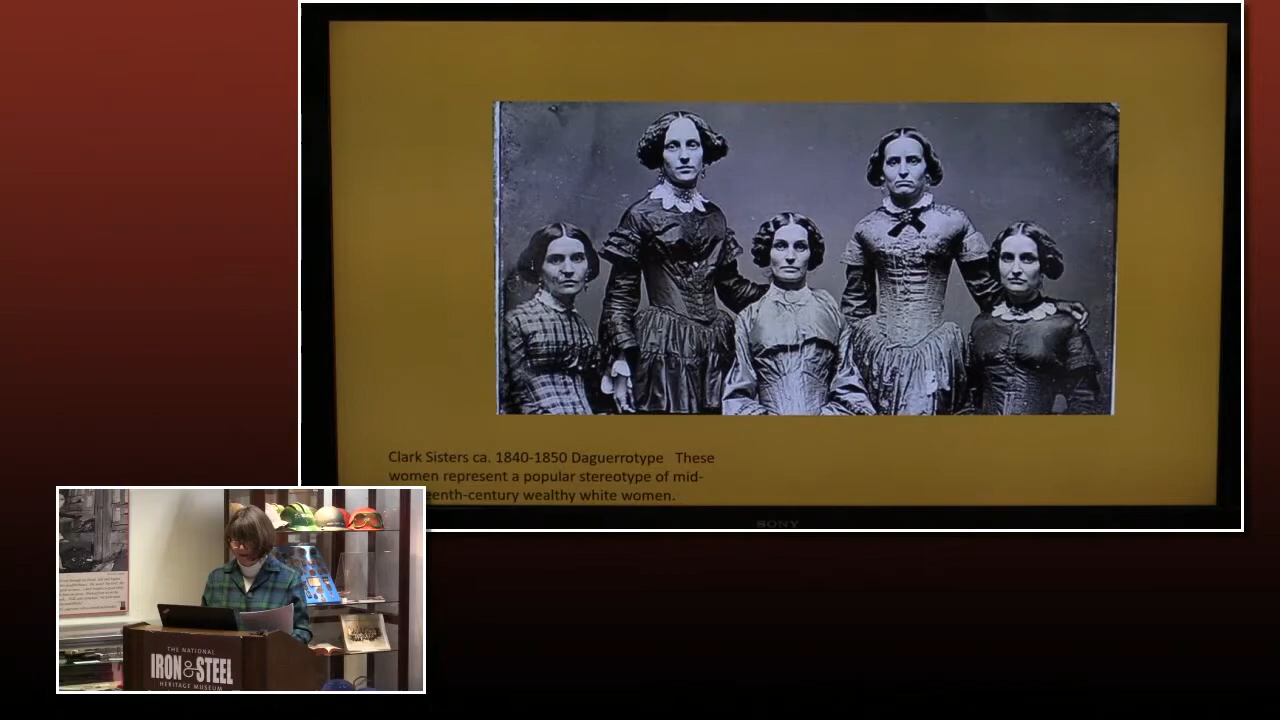 Clark Sisters ca. 1840-1850 Daguerrotype   These
women represent a popular stereotype of mid-
eenth-century wealthy white women.
SONY
THE NATIONAL
IRON & STEEL
HERITAGE MUSEUM